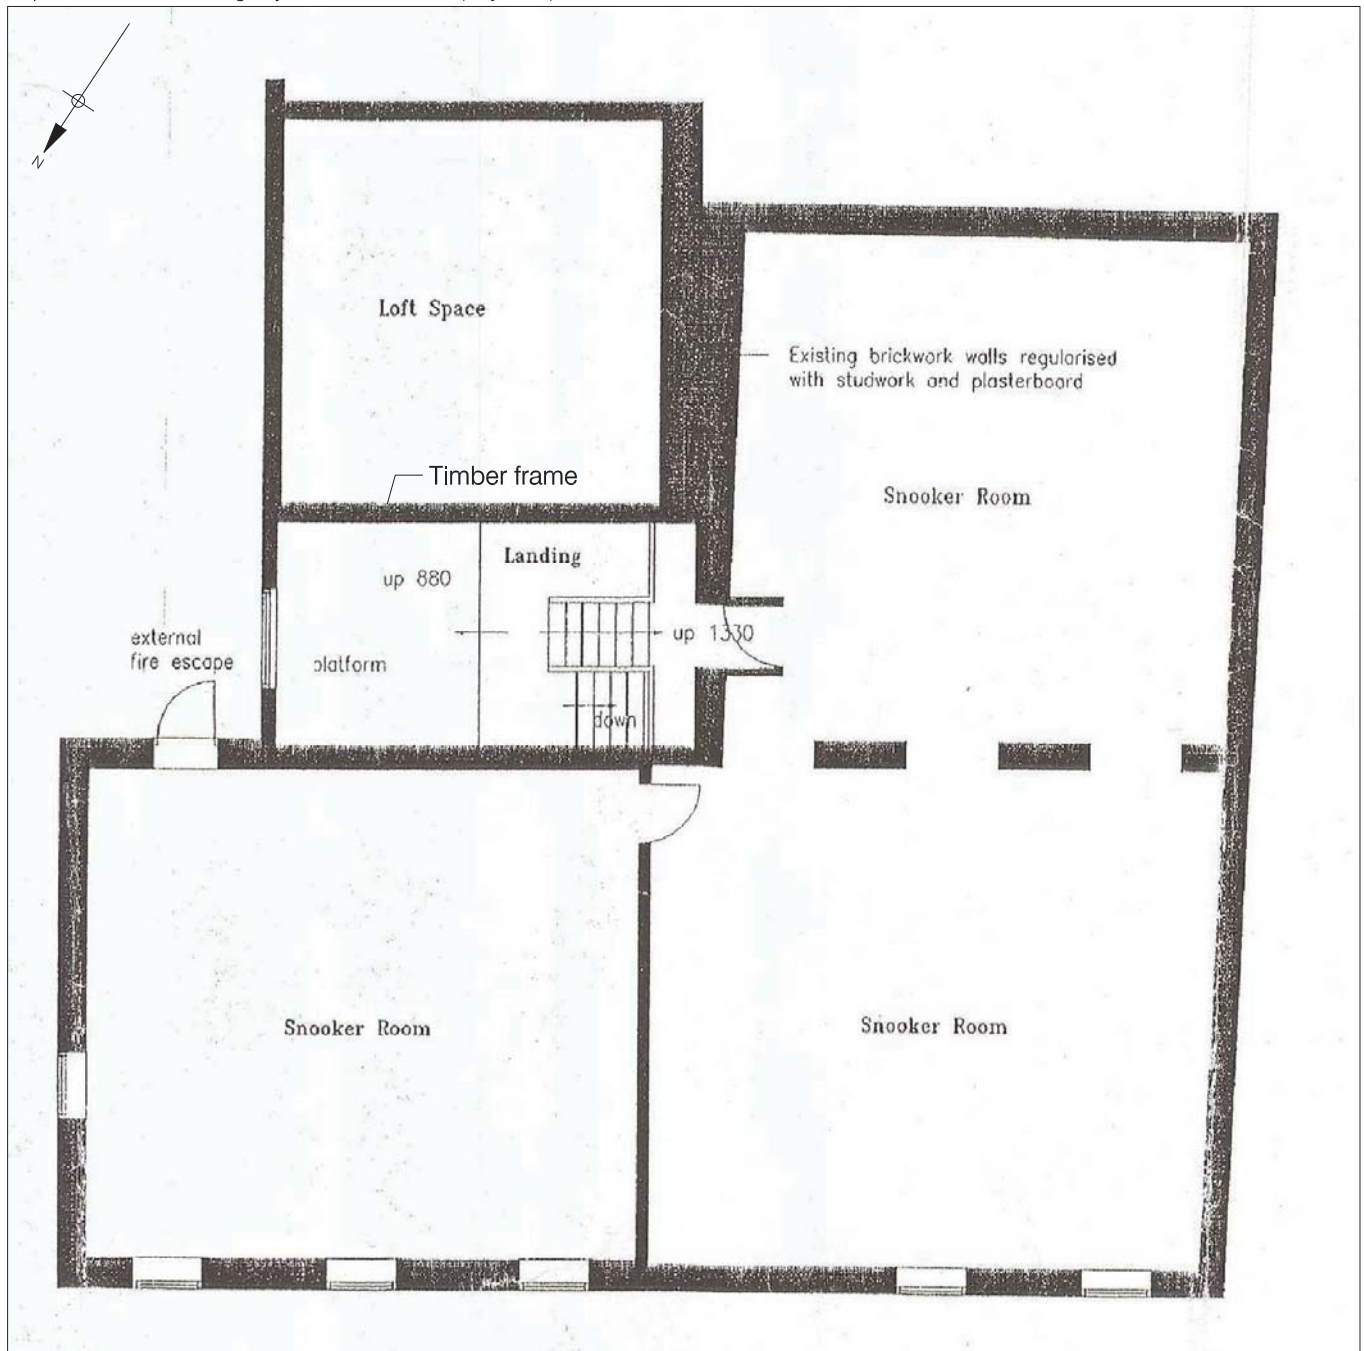 N
Loft Space
Existing brickwork walls regularised
with studwork and plasterboard
Timber frame
Snooker Room
Landing
up 880
external
fire escape
platform
up 1330
down
Snooker Room
Snooker Room